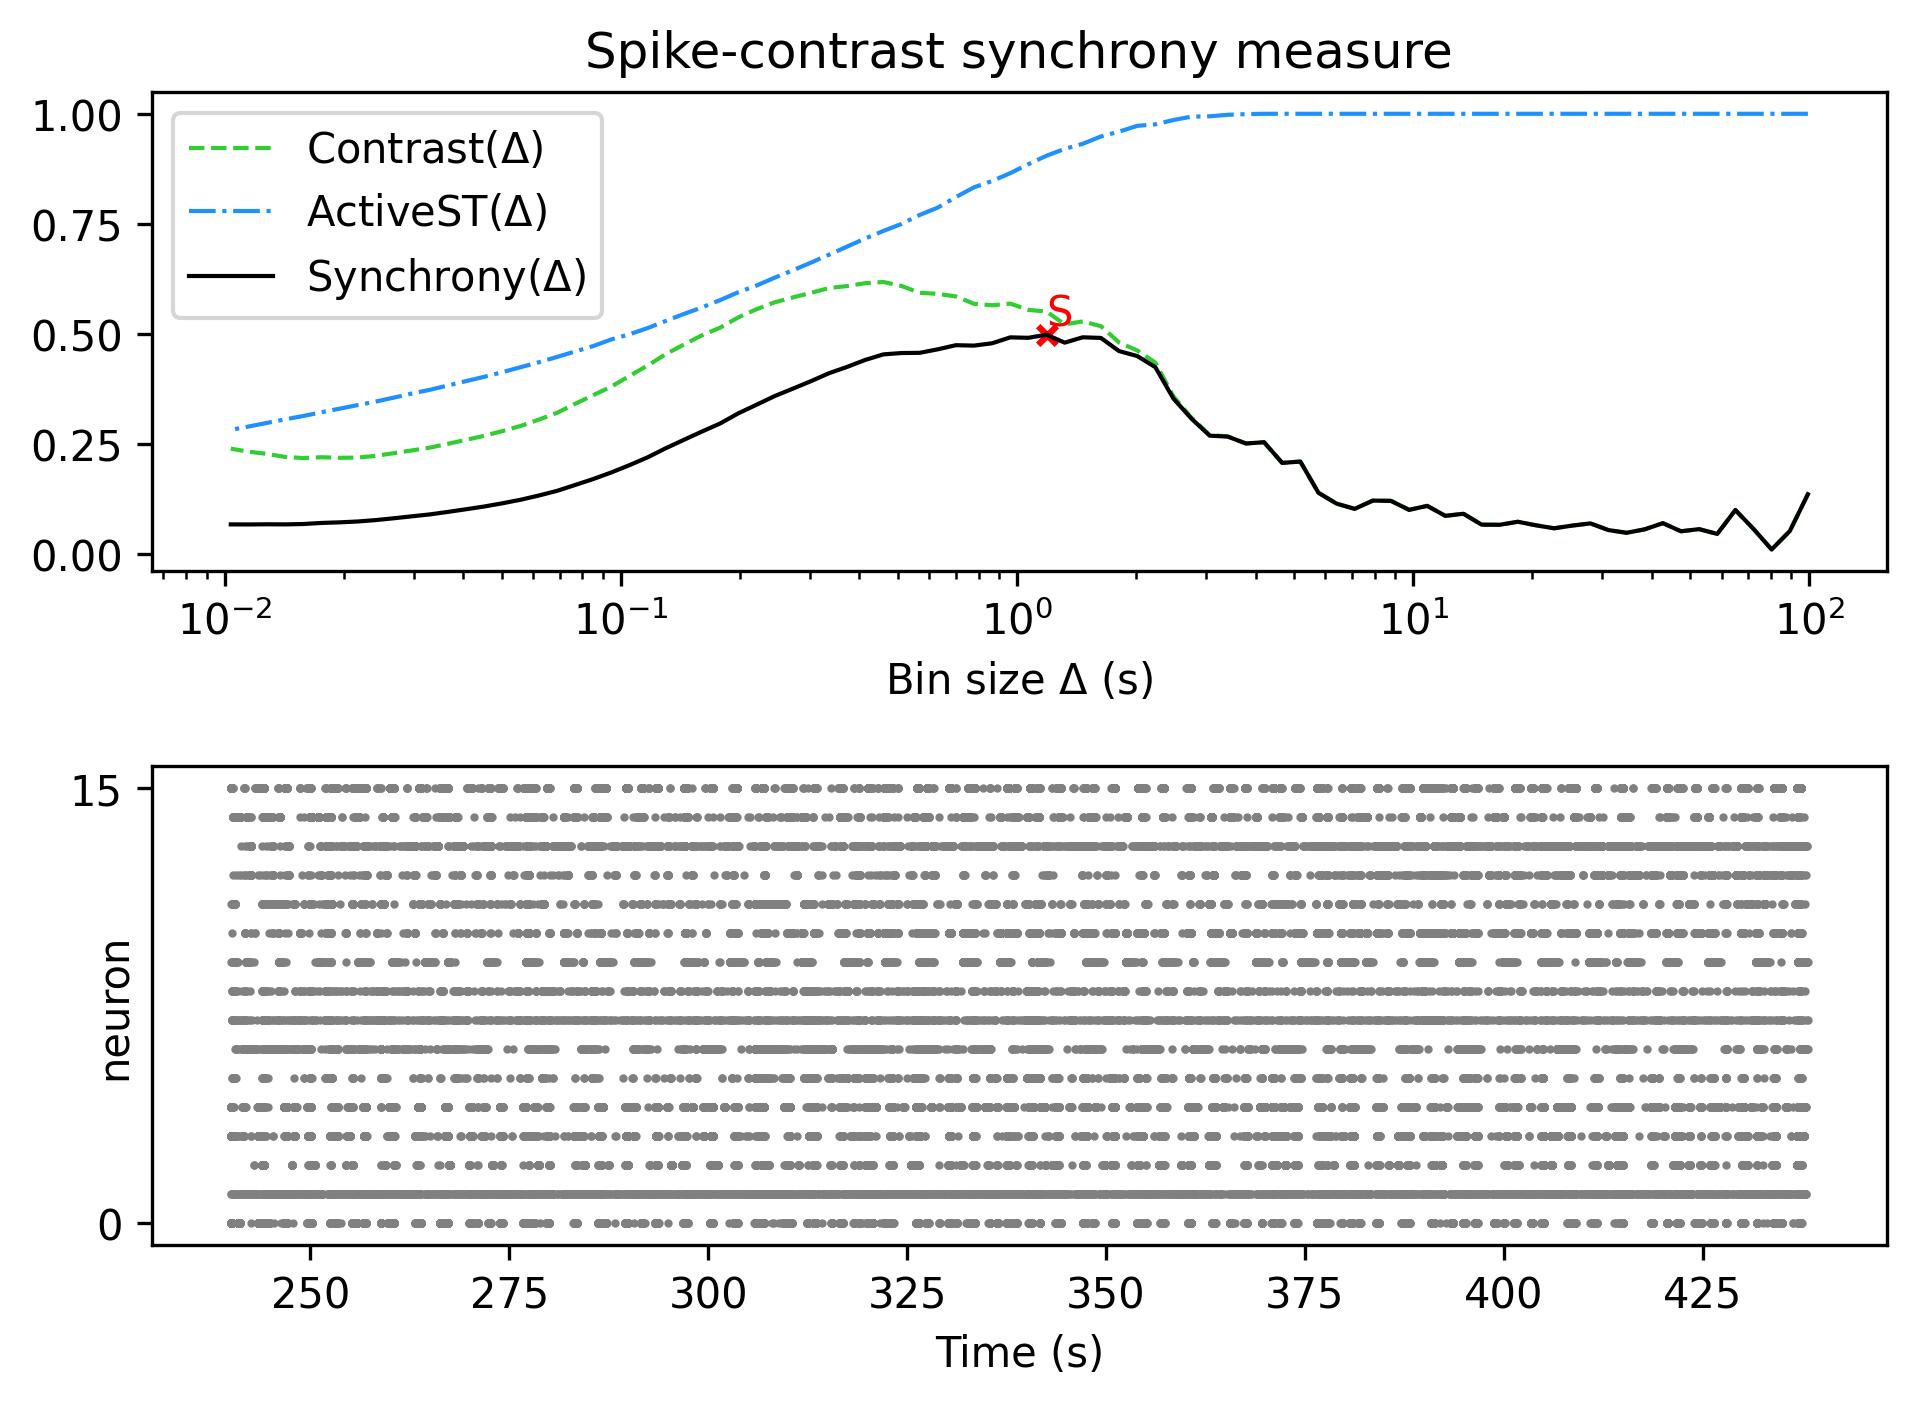 Spike-contrast synchrony measure
1.00
0.75
0.50
0.25
0.00
Contrast(Δ)
ActiveST(Δ)
Synchrony(Δ)
S
10⁻² 10⁻¹ 10⁰ 10¹ 10²
Bin size Δ (s)
15
0
neuron
250 275 300 325 350 375 400 425
Time (s)